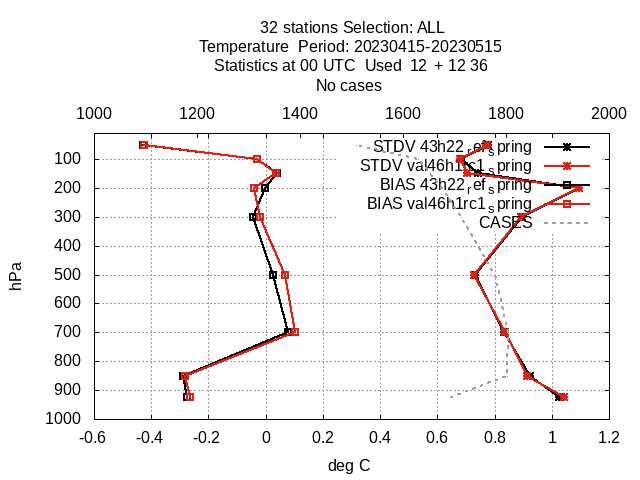 32 stations Selection: ALL
Temperature Period: 20230415-20230515
Statistics at 00 UTC Used 12 + 12 36
No cases
1000 1200 1400 1600 1800 2000
STDV 43h22_ref_spring
STDV val46h1rc1_spring
BIAS 43h22_ref_spring
BIAS val46h1rc1_spring
CASES
100
200
300
400
500
600
700
800
900
1000
hPa
-0.6 -0.4 -0.2 0 0.2 0.4 0.6 0.8 1 1.2
deg C